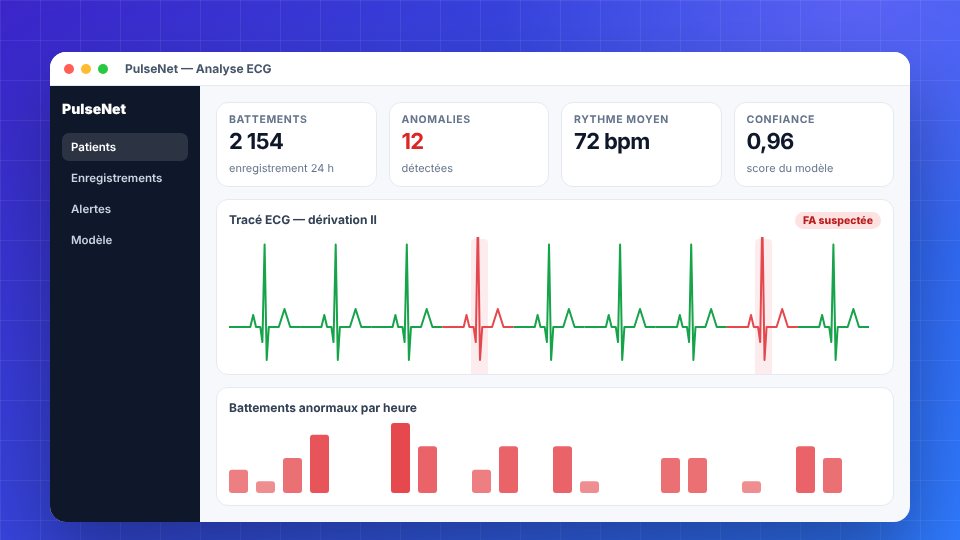 PulseNet — Analyse ECG
PulseNet
Patients
Enregistrements
Alertes
Modèle
BATTEMENTS
2 154
enregistrement 24 h
ANOMALIES
12
détectées
RYTHME MOYEN
72 bpm
CONFIANCE
0,96
score du modèle
Tracé ECG — dérivation II
FA suspectée
Battements anormaux par heure